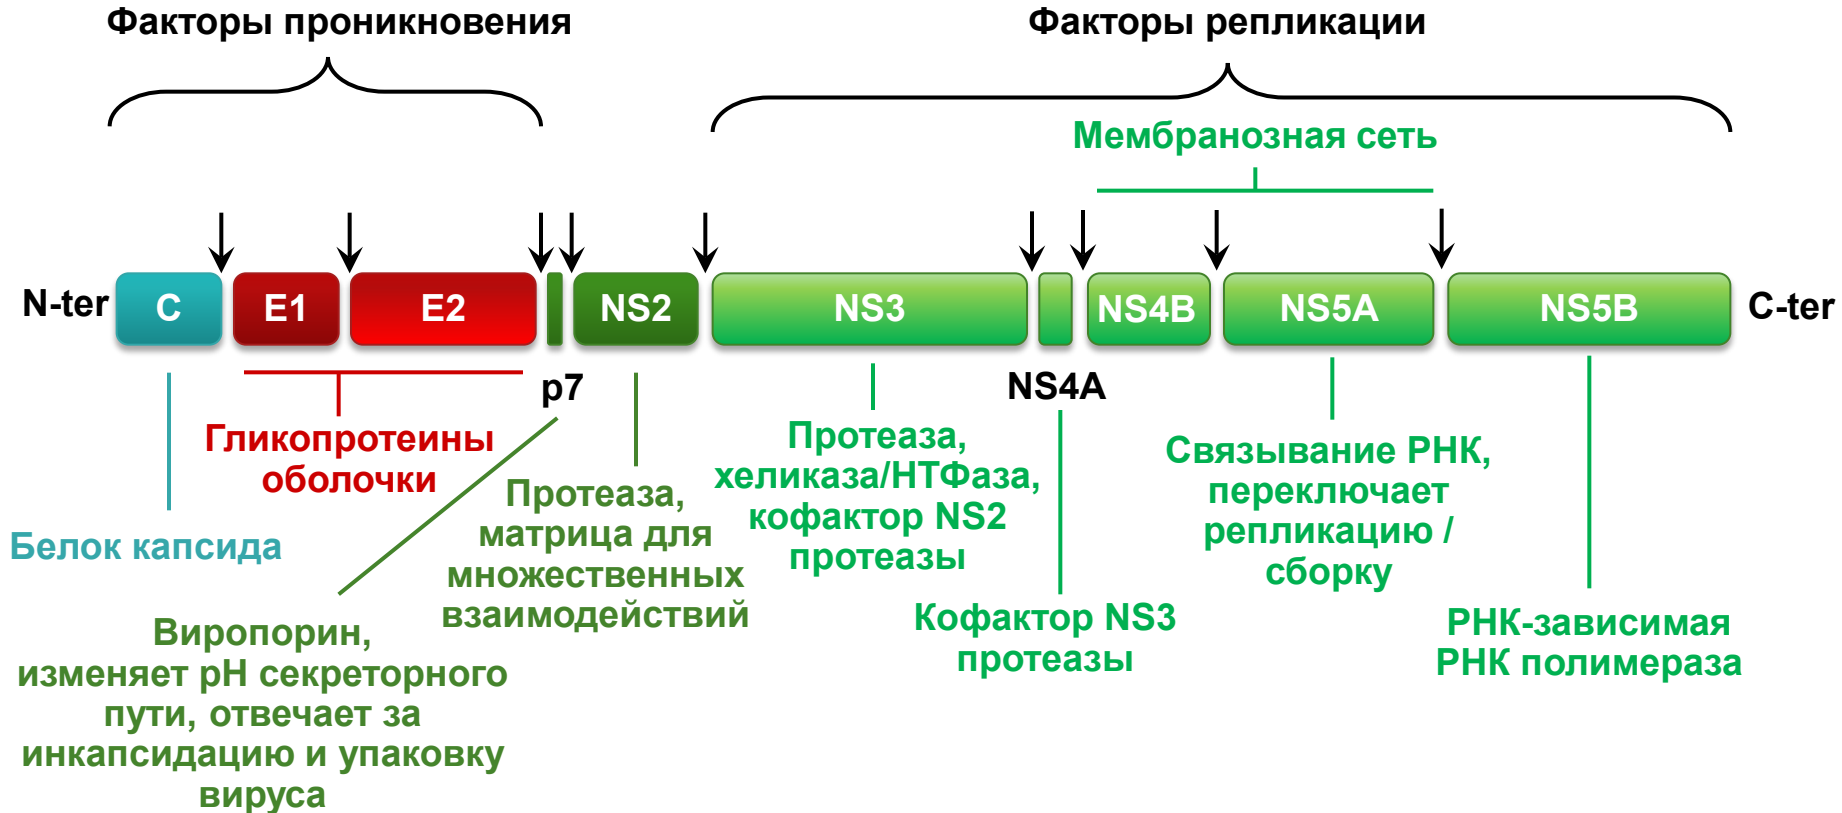 Факторы проникновения
Факторы репликации
Мембранозная сеть
N-ter
C
E1
E2
NS2
NS3
NS4B
NS5A
NS5B
C-ter
p7
NS4A
Гликопротеины
оболочки
Белок капсида
Виропорин,
изменяет pH секреторного
пути, отвечает за
инкапсидацию и упаковку
вируса
Протеаза,
матрица для
множественных
взаимодействий
Протеаза,
хеликаза/НТФаза,
кофактор NS2
протеазы
Кофактор NS3
протеазы
Связывание РНК,
переключает
репликацию /
сборку
РНК-зависимая
РНК полимераза